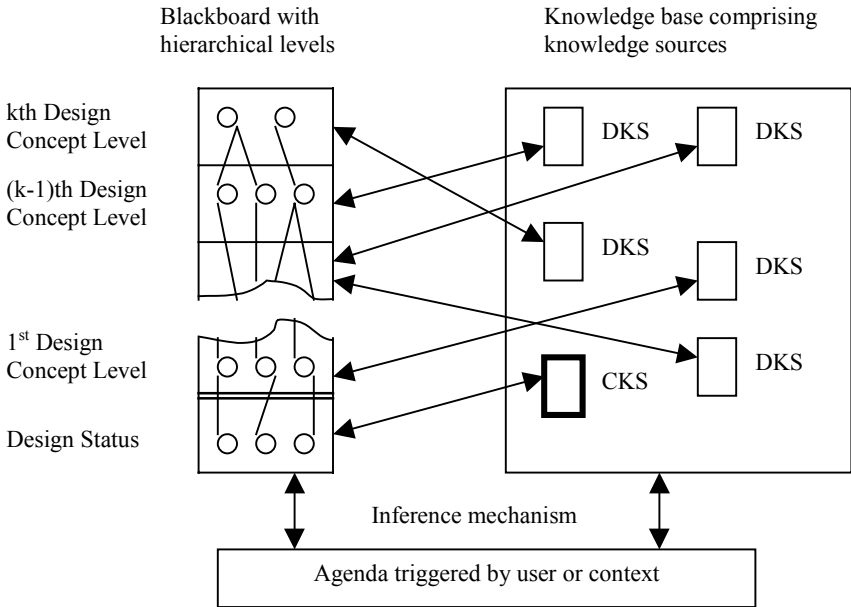 Blackboard with
hierarchical levels
Knowledge base comprising
knowledge sources
kth Design
Concept Level
DKS
DKS
(k-1)th Design
Concept Level
DKS
DKS
1st Design
Concept Level
DKS
CKS
Design Status
Inference mechanism
Agenda triggered by user or context